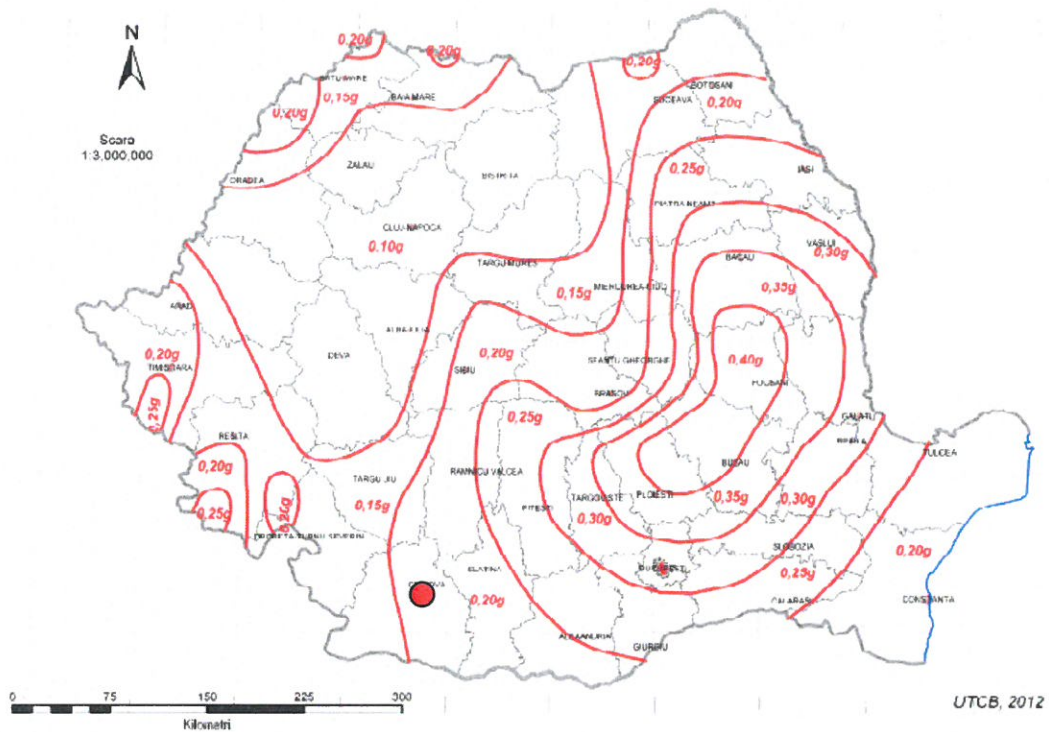 N
Scara
1:3,000,000
0,20g
0,20g
0,20g
SATU MARE
0,15g
0,20g
BAIA MARE
BOTOSANI
SUCEAVA
0,20g
ORADEA
ZALAU
BISTRITA
0,25g
IASI
PIATRA-NEAMT
CLUJ-NAPOCA
0,10g
TARGU-MURES
VASLUI
0,30g
BACAU
0,35g
MIERCUREA-CIUC
0,15g
ARAD
ALBA-IULIA
DEVA
0,20g
TIMISOARA
0,20g
SIBIU
SFANTU GHEORGHE
0,40g
FOCSANI
BRASOV
0,25g
0,25g
GALATI
BRAILA
RESITA
0,20g
TULCEA
TARGU JIU
RAMNICU VALCEA
BUZAU
0,15g
0,25g
0,20g
PITESTI
TARGOVISTE
PLOIESTI
0,30g
0,35g
0,30g
DROBETA-TURNU SEVERIN
SLOBOZIA
0,20g
SLATINA
BUCURESTI
0,25g
0,20g
CALARASI
CONSTANTA
ALEXANDRIA
GIURGIU
0 75 150 225 300
Kilometri
UTCB, 2012